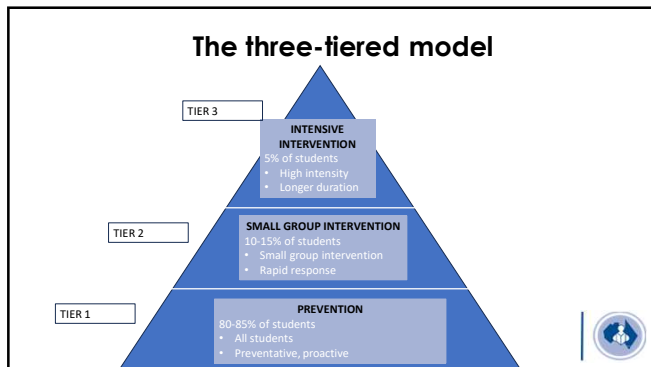 The three-tiered model
TIER 3
INTENSIVE
INTERVENTION
5% of students
• High intensity
• Longer duration
TIER 2
SMALL GROUP INTERVENTION
10-15% of students
• Small group intervention
• Rapid response
TIER 1
PREVENTION
80-85% of students
• All students
• Preventative, proactive